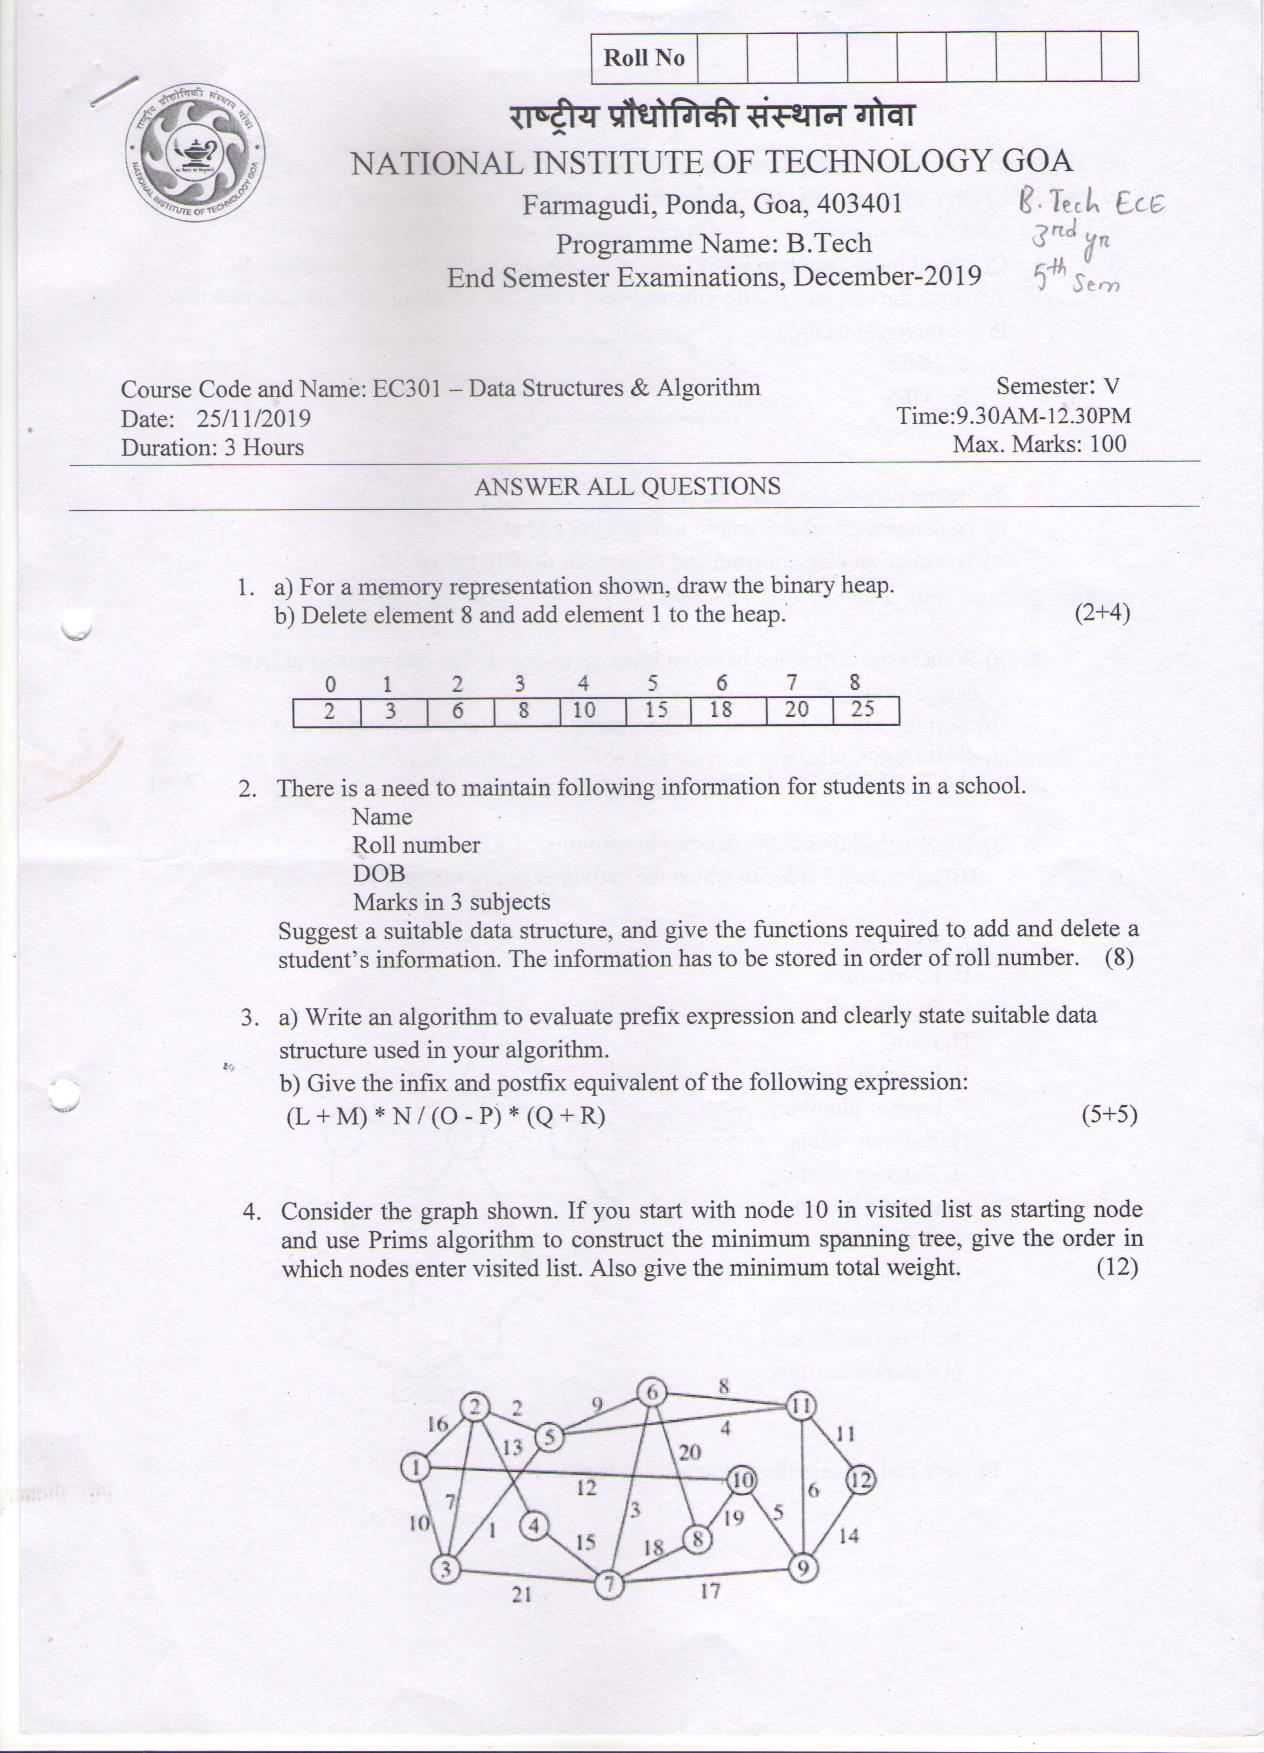 Roll No
राष्ट्रीय प्रौधोगिकी संस्थान गोवा
NATIONAL INSTITUTE OF TECHNOLOGY GOA
Farmagudi, Ponda, Goa, 403401
Programme Name: B.Tech
End Semester Examinations, December-2019
B. Tech ECE
3rd yr
5th Sem
राष्ट्रीय प्रौद्योगिकी संस्थान गोवा
NATIONAL INSTITUTE OF TECHNOLOGY GOA
Course Code and Name: EC301 – Data Structures & Algorithm
Semester: V
Date: 25/11/2019
Time:9.30AM-12.30PM
Duration: 3 Hours
Max. Marks: 100
ANSWER ALL QUESTIONS
1. a) For a memory representation shown, draw the binary heap.
b) Delete element 8 and add element 1 to the heap. (2+4)
0 1 2 3 4 5 6 7 8
2 3 6 8 10 15 18 20 25
2. There is a need to maintain following information for students in a school.
Name
Roll number
DOB
Marks in 3 subjects
Suggest a suitable data structure, and give the functions required to add and delete a
student's information. The information has to be stored in order of roll number. (8)
3. a) Write an algorithm to evaluate prefix expression and clearly state suitable data
structure used in your algorithm.
b) Give the infix and postfix equivalent of the following expression:
(L + M) * N / (O - P) * (Q + R) (5+5)
4. Consider the graph shown. If you start with node 10 in visited list as starting node
and use Prims algorithm to construct the minimum spanning tree, give the order in
which nodes enter visited list. Also give the minimum total weight. (12)
6 8
2 2 9 11
16 5 4 11
13 20
1 12 10 12
7 6
10 1 4 3 19 5
15 18 8 14
3 7 9
21 17